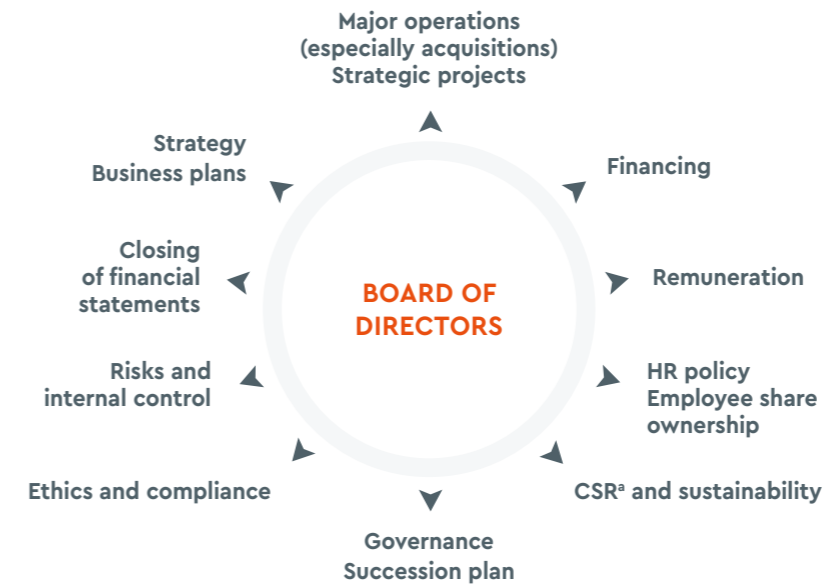 Major operations
(especially acquisitions)
Strategic projects
Strategy
Business plans
Financing
Closing
of financial
statements
Remuneration
BOARD OF
DIRECTORS
Risks and
internal control
HR policy
Employee share
ownership
Ethics and compliance
CSRª and sustainability
Governance
Succession plan